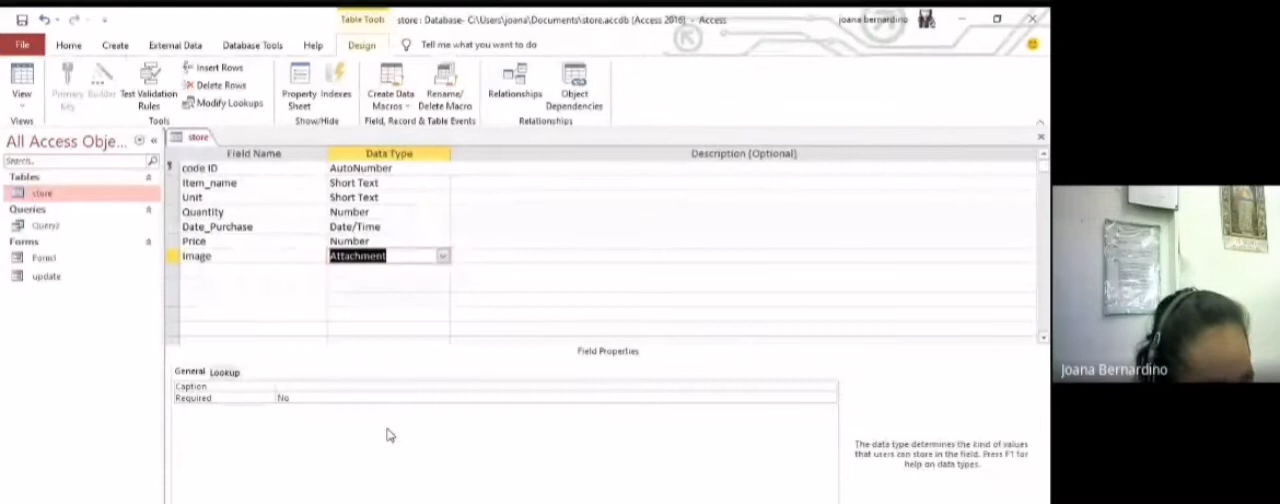 Table Tools store : Database- C:\Users\joana\Documents\store.accdb (Access 2016) - Access joana bernardino
File Home Create External Data Database Tools Help Design Tell me what you want to do
View Primary Key Builder Test Validation Rules Insert Rows Delete Rows Modify Lookups Property Sheet Indexes Create Data Macros Rename/ Delete Macro Relationships Object Dependencies
Views Tools Show/Hide Field, Record & Table Events Relationships
All Access Obje... store
Search..
Tables
store
Queries
Forms
Form1
update
Field Name Data Type Description (Optional)
code ID AutoNumber
Item_name Short Text
Unit Short Text
Quantity Number
Date_Purchase Date/Time
Price Number
Image Attachment
Field Properties
General Lookup
Caption
Required No
The data type determines the kind of values
that users can store in the field. Press F1 for
help on data types.
Joana Bernardino